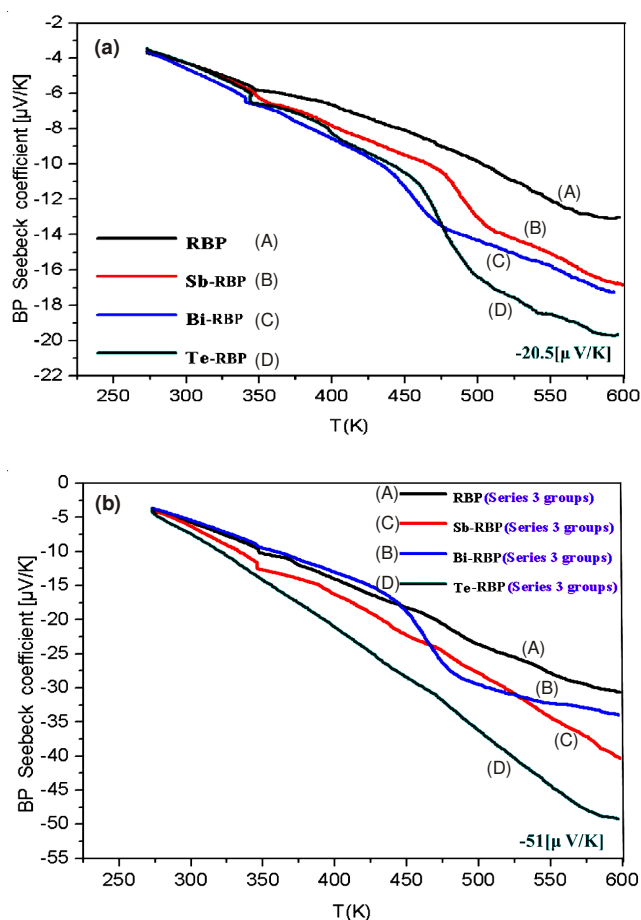 (a)
BP Seebeck coefficient [µV/K]
-2
-4
-6
-8
-10
-12
-14
-16
-18
-20
-22
RBP (A)
Sb-RBP (B)
Bi-RBP (C)
Te-RBP (D)
(A)
(B)
(C)
(D)
-20.5[µ V/K]
250 300 350 400 450 500 550 600
T(K)
(b)
BP Seebeck coefficient [µV/K]
0
-5
-10
-15
-20
-25
-30
-35
-40
-45
-50
-55
(A) RBP(Series 3 groups)
(C) Sb-RBP(Series 3 groups)
(B) Bi-RBP(Series 3 groups)
(D) Te-RBP(Series 3 groups)
(A)
(B)
(C)
(D)
-51[µ V/K]
250 300 350 400 450 500 550 600
T(K)